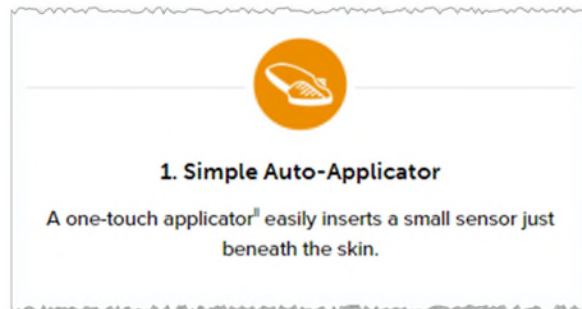 1. Simple Auto-Applicator
A one-touch applicator‖ easily inserts a small sensor just
beneath the skin.